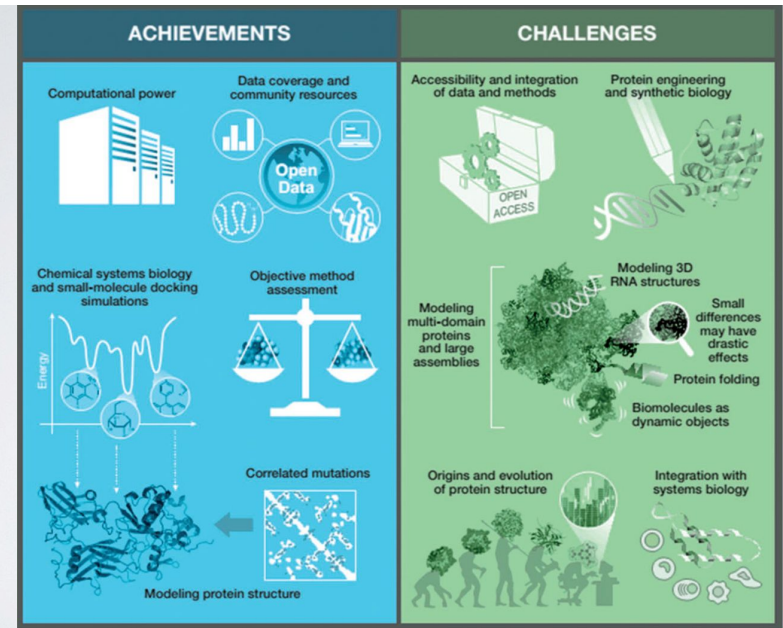 ACHIEVEMENTS
Computational power
Data coverage and
community resources
Open
Data
Chemical systems biology
and small-molecule docking
simulations
Energy
Objective method
assessment
Correlated mutations
Modeling protein structure
CHALLENGES
Accessibility and integration
of data and methods
OPEN
ACCESS
Protein engineering
and synthetic biology
Modeling
multi-domain
proteins
and large
assemblies
Modeling 3D
RNA structures
Small
differences
may have
drastic
effects
Protein folding
Biomolecules as
dynamic objects
Origins and evolution
of protein structure
Integration with
systems biology